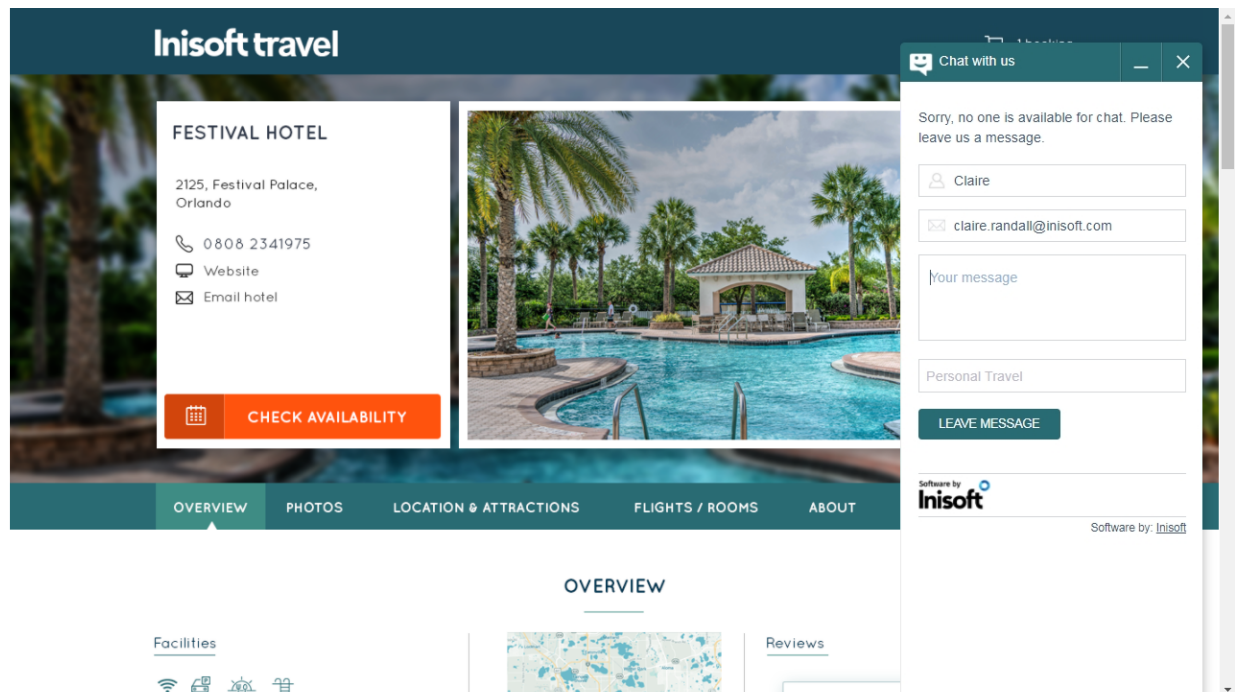 Inisoft travel
1 booking
Chat with us
FESTIVAL HOTEL
2125, Festival Palace,
Orlando
0808 2341975
Website
Email hotel
CHECK AVAILABILITY
Sorry, no one is available for chat. Please
leave us a message.
Claire
claire.randall@inisoft.com
Your message
Personal Travel
LEAVE MESSAGE
Software by
Inisoft
Software by: Inisoft
OVERVIEW
PHOTOS
LOCATION & ATTRACTIONS
FLIGHTS / ROOMS
ABOUT
OVERVIEW
Facilities
Reviews